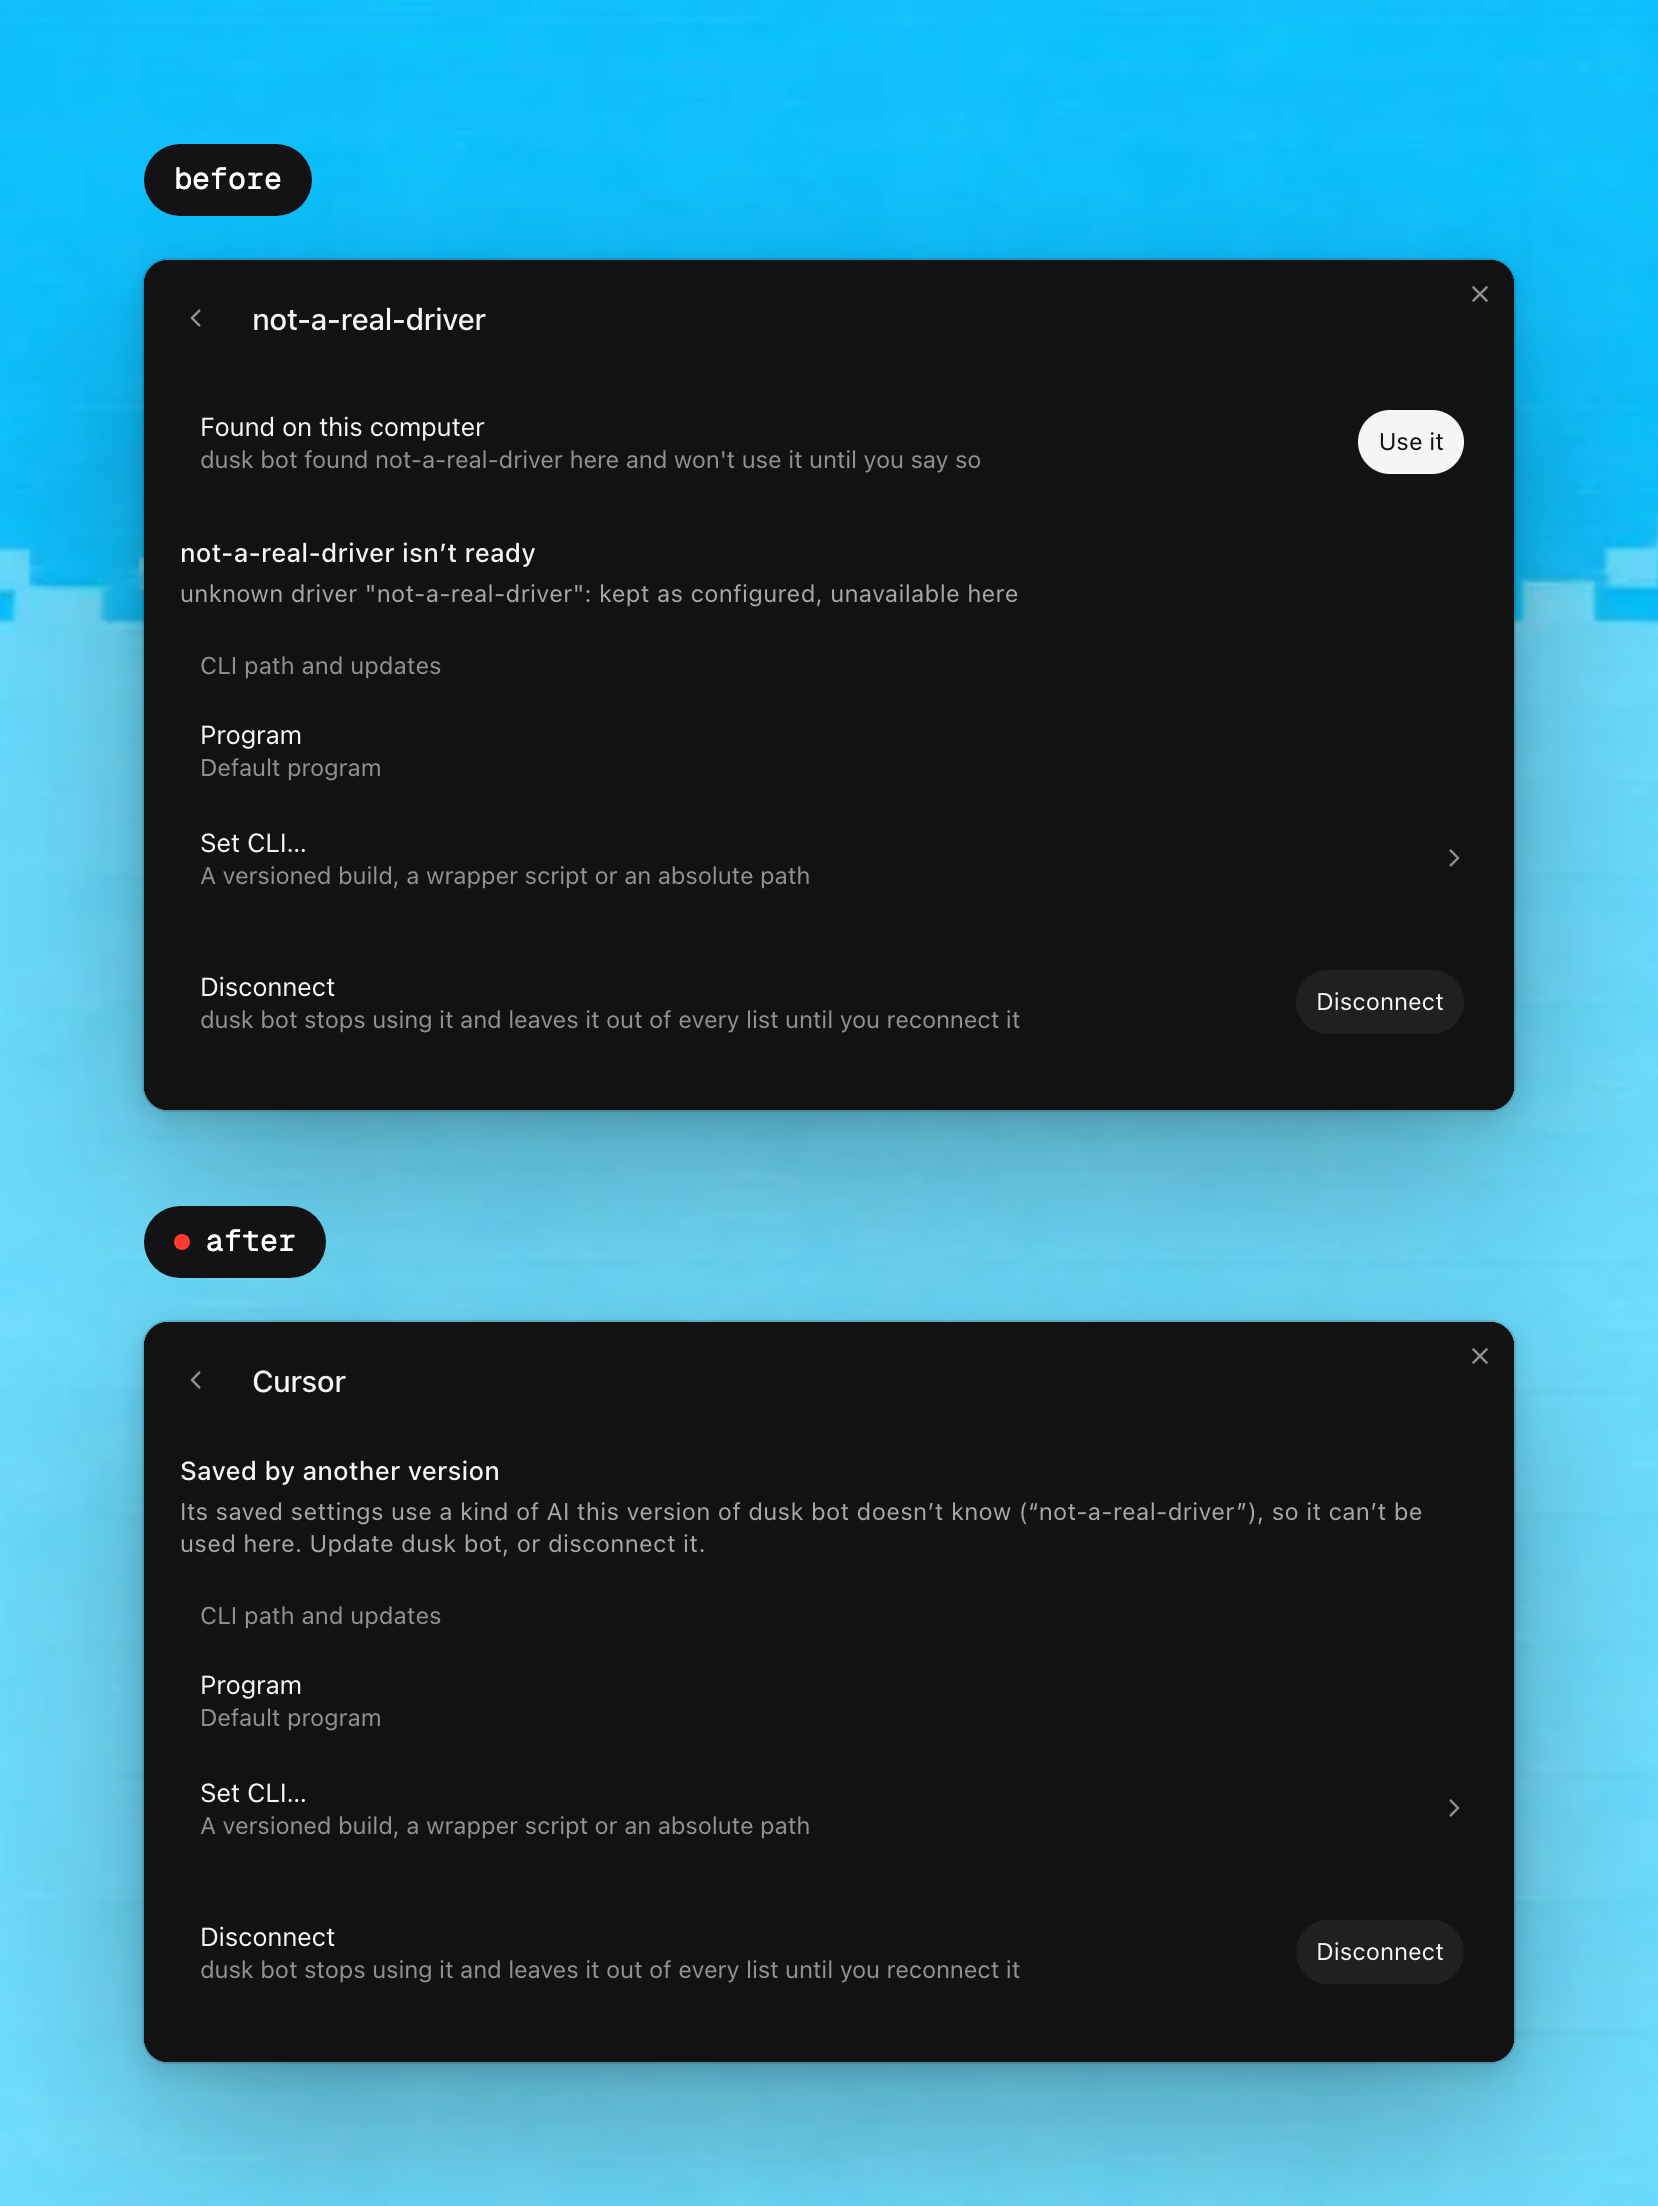 before
not-a-real-driver
Found on this computer
dusk bot found not-a-real-driver here and won't use it until you say so
Use it
not-a-real-driver isn’t ready
unknown driver "not-a-real-driver": kept as configured, unavailable here
CLI path and updates
Program
Default program
Set CLI...
A versioned build, a wrapper script or an absolute path
Disconnect
dusk bot stops using it and leaves it out of every list until you reconnect it
Disconnect
after
Cursor
Saved by another version
Its saved settings use a kind of AI this version of dusk bot doesn’t know (“not-a-real-driver”), so it can’t be
used here. Update dusk bot, or disconnect it.
CLI path and updates
Program
Default program
Set CLI...
A versioned build, a wrapper script or an absolute path
Disconnect
dusk bot stops using it and leaves it out of every list until you reconnect it
Disconnect